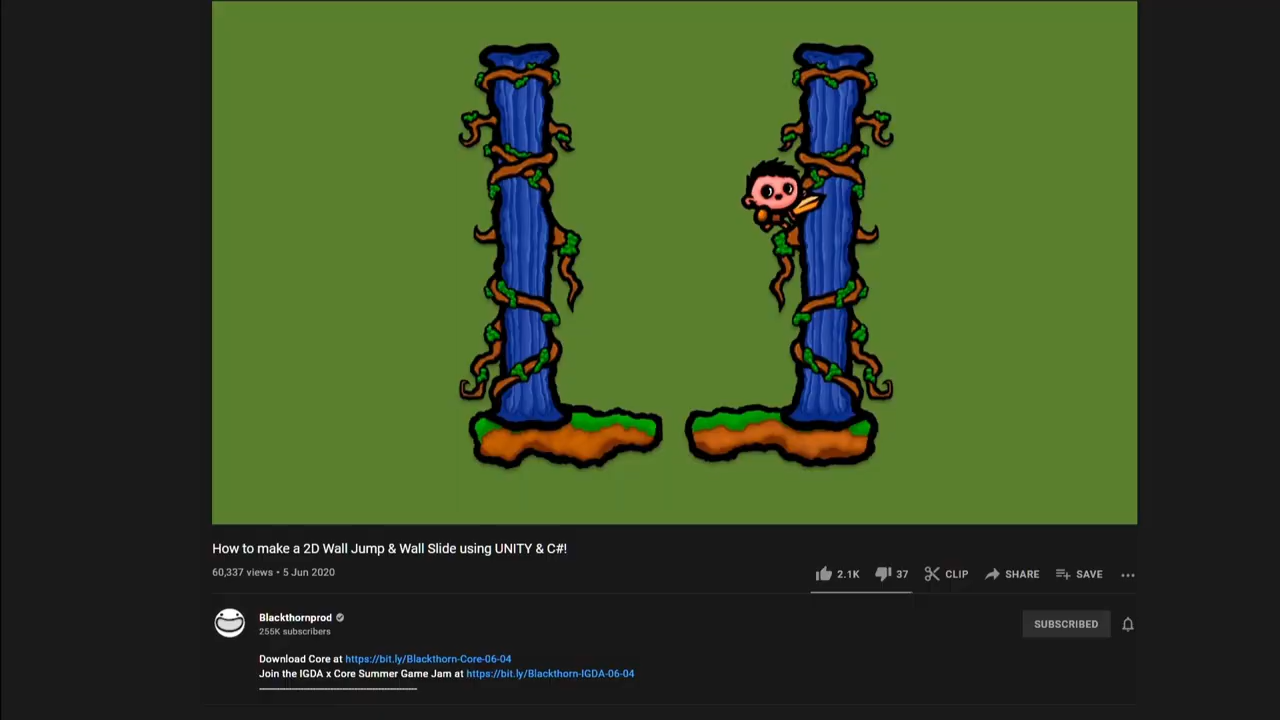 How to make a 2D Wall Jump & Wall Slide using UNITY & C#!
60,337 views • 5 Jun 2020
2.1K 37 CLIP SHARE SAVE
Blackthornprod
255K subscribers
SUBSCRIBED
Download Core at https://bit.ly/Blackthorn-Core-06-04
Join the IGDA x Core Summer Game Jam at https://bit.ly/Blackthorn-IGDA-06-04